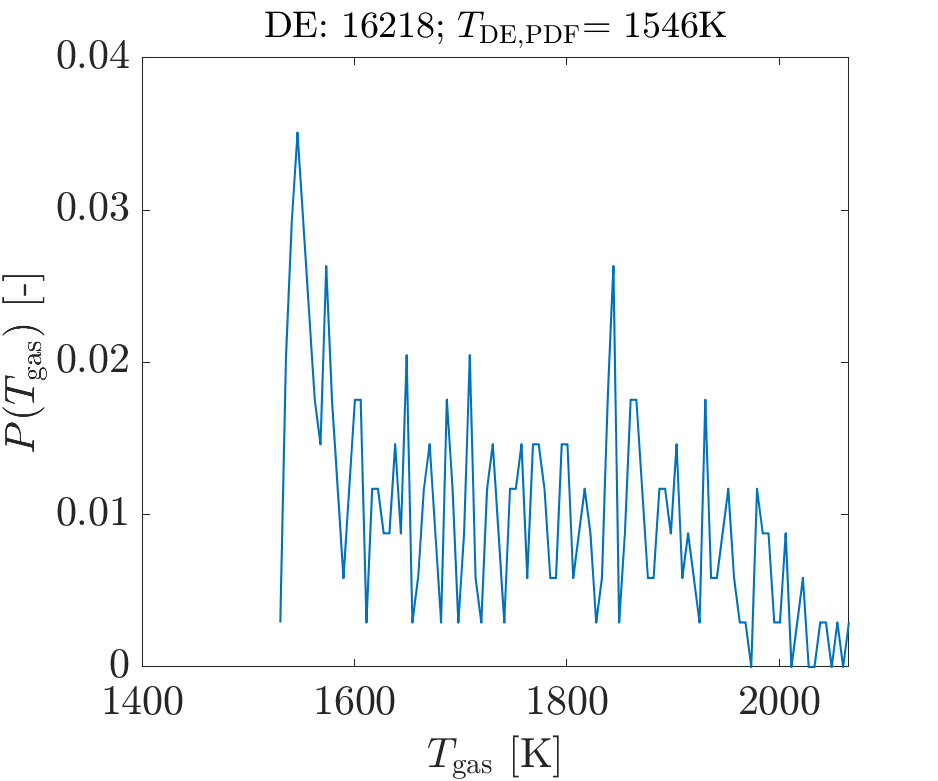 DE: 16218; T_DE,PDF= 1546K
0.04
0.03
0.02
0.01
0
P(T_gas) [-]
1400 1600 1800 2000
T_gas [K]